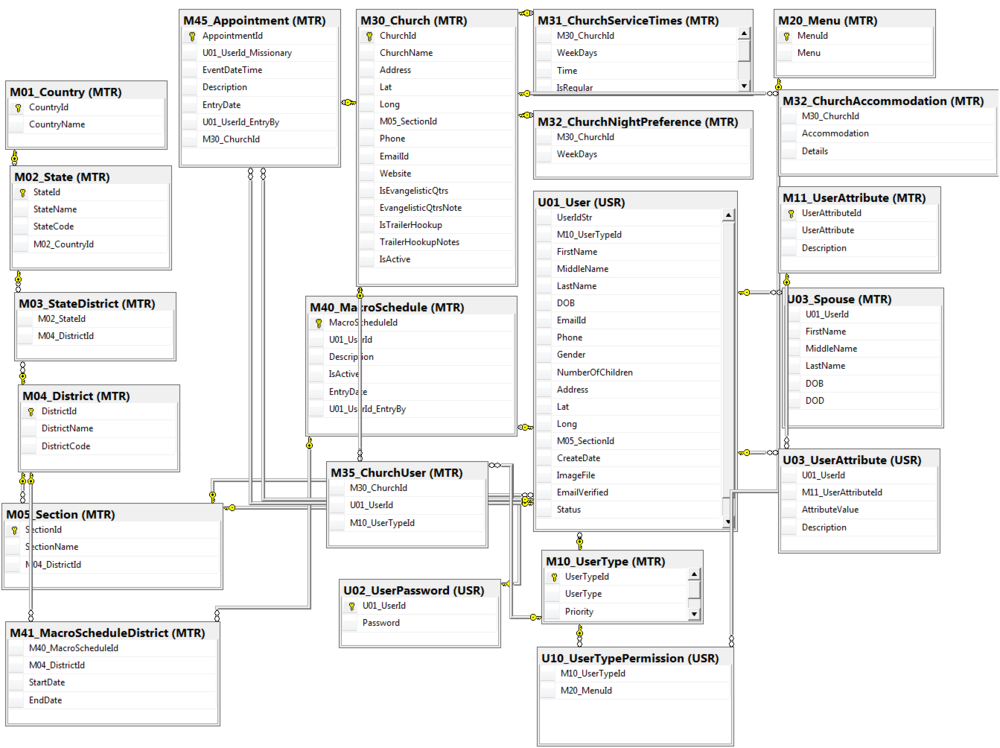 M45_Appointment (MTR)
AppointmentId
U01_UserId_Missionary
EventDateTime
Description
EntryDate
U01_UserId_EntryBy
M30_ChurchId
M30_Church (MTR)
ChurchId
ChurchName
Address
Lat
Long
M05_SectionId
Phone
EmailId
Website
IsEvangelisticQtrs
EvangelisticQtrsNote
IsTrailerHookup
TrailerHookupNotes
IsActive
M31_ChurchServiceTimes (MTR)
M30_ChurchId
WeekDays
Time
IsRegular
M20_Menu (MTR)
MenuId
Menu
M01_Country (MTR)
CountryId
CountryName
M32_ChurchAccommodation (MTR)
M30_ChurchId
Accommodation
Details
M32_ChurchNightPreference (MTR)
M30_ChurchId
WeekDays
M02_State (MTR)
StateId
StateName
StateCode
M02_CountryId
U01_User (USR)
UserIdStr
M10_UserTypeId
FirstName
MiddleName
LastName
DOB
EmailId
Phone
Gender
NumberOfChildren
Address
Lat
Long
M05_SectionId
CreateDate
ImageFile
EmailVerified
Status
M11_UserAttribute (MTR)
UserAttributeId
UserAttribute
Description
M03_StateDistrict (MTR)
M02_StateId
M04_DistrictId
M40_MacroSchedule (MTR)
MacroScheduleId
U01_UserId
Description
IsActive
EntryDate
U01_UserId_EntryBy
U03_Spouse (MTR)
U01_UserId
FirstName
MiddleName
LastName
DOB
DOD
M04_District (MTR)
DistrictId
DistrictName
DistrictCode
M35_ChurchUser (MTR)
M30_ChurchId
U01_UserId
M10_UserTypeId
U03_UserAttribute (USR)
U01_UserId
M11_UserAttributeId
AttributeValue
Description
M05_Section (MTR)
SectionId
SectionName
M04_DistrictId
M10_UserType (MTR)
UserTypeId
UserType
Priority
U02_UserPassword (USR)
U01_UserId
Password
M41_MacroScheduleDistrict (MTR)
M40_MacroScheduleId
M04_DistrictId
StartDate
EndDate
U10_UserTypePermission (USR)
M10_UserTypeId
M20_MenuId